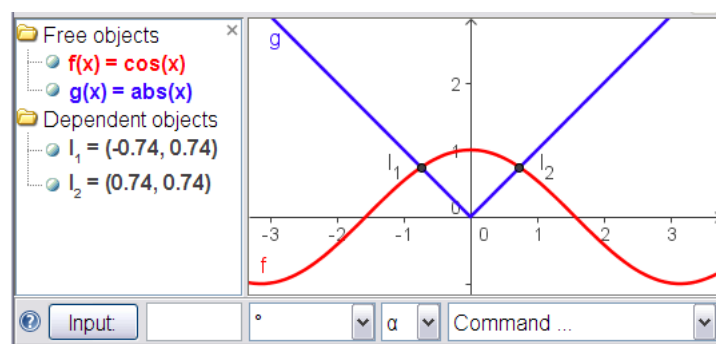 Free objects
f(x) = cos(x)
g(x) = abs(x)
Dependent objects
I1 = (-0.74, 0.74)
I2 = (0.74, 0.74)
g
2
1
I1
I2
0
-3 -2 -1 0 1 2 3
f
Input: ° α Command ...